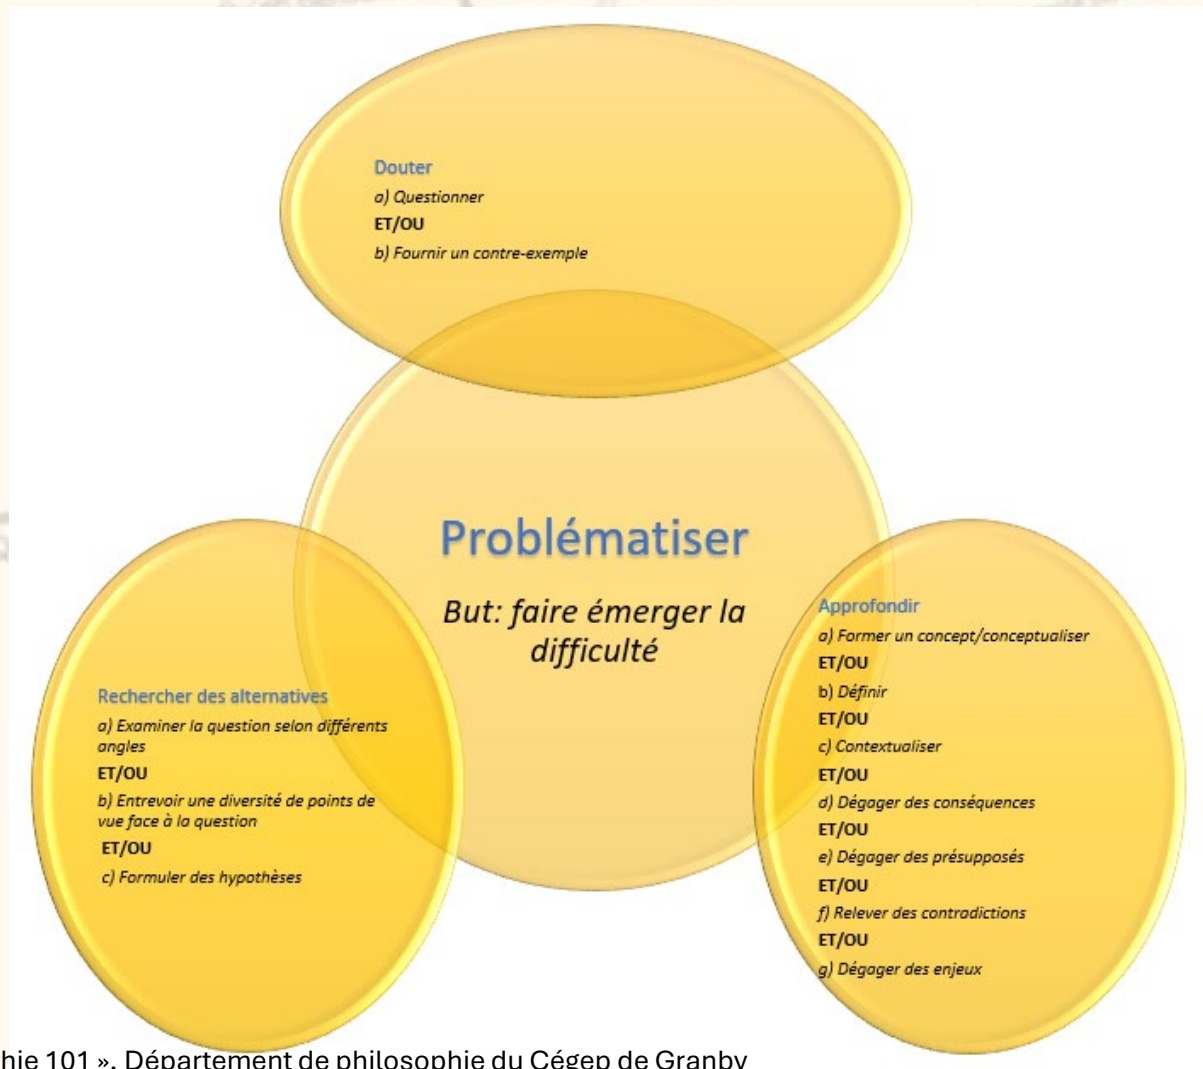 Douter
a) Questionner
ET/OU
b) Fournir un contre-exemple
Problématiser
But: faire émerger la
difficulté
Rechercher des alternatives
a) Examiner la question selon différents
angles
ET/OU
b) Entrevoir une diversité de points de
vue face à la question
ET/OU
c) Formuler des hypothèses
Approfondir
a) Former un concept/conceptualiser
ET/OU
b) Définir
ET/OU
c) Contextualiser
ET/OU
d) Dégager des conséquences
ET/OU
e) Dégager des présupposés
ET/OU
f) Relever des contradictions
ET/OU
g) Dégager des enjeux
hie 101 ». Département de philosophie du Cégep de Granby